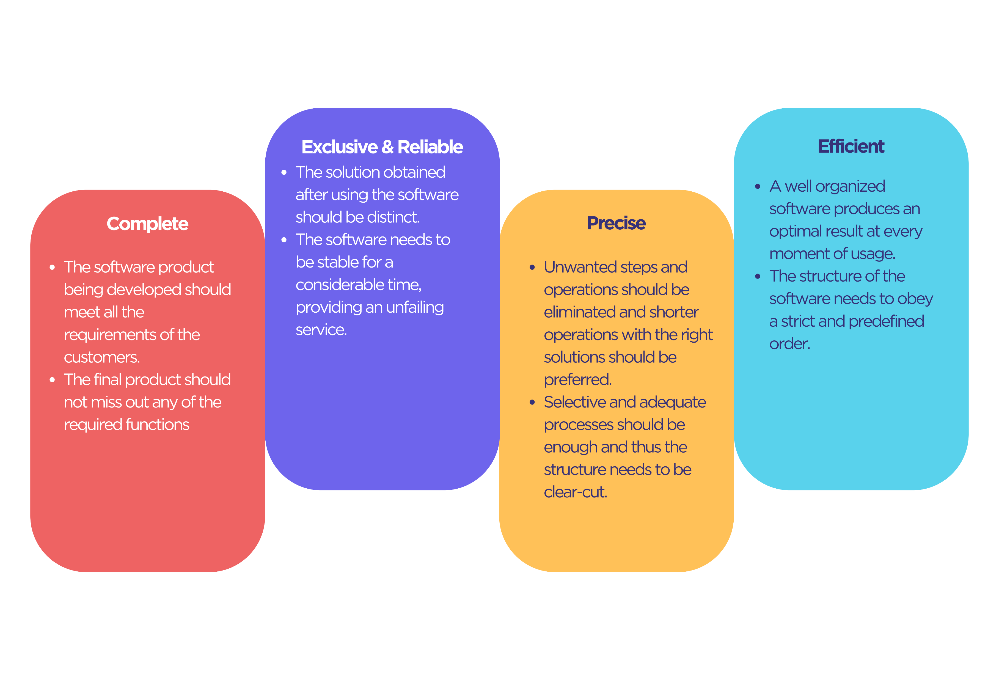 Complete
• The software product
being developed should
meet all the
requirements of the
customers.
• The final product should
not miss out any of the
required functions
Exclusive & Reliable
• The solution obtained
after using the software
should be distinct.
• The software needs to
be stable for a
considerable time,
providing an unfailing
service.
Precise
• Unwanted steps and
operations should be
eliminated and shorter
operations with the right
solutions should be
preferred.
• Selective and adequate
processes should be
enough and thus the
structure needs to be
clear-cut.
Efficient
• A well organized
software produces an
optimal result at every
moment of usage.
• The structure of the
software needs to obey
a strict and predefined
order.